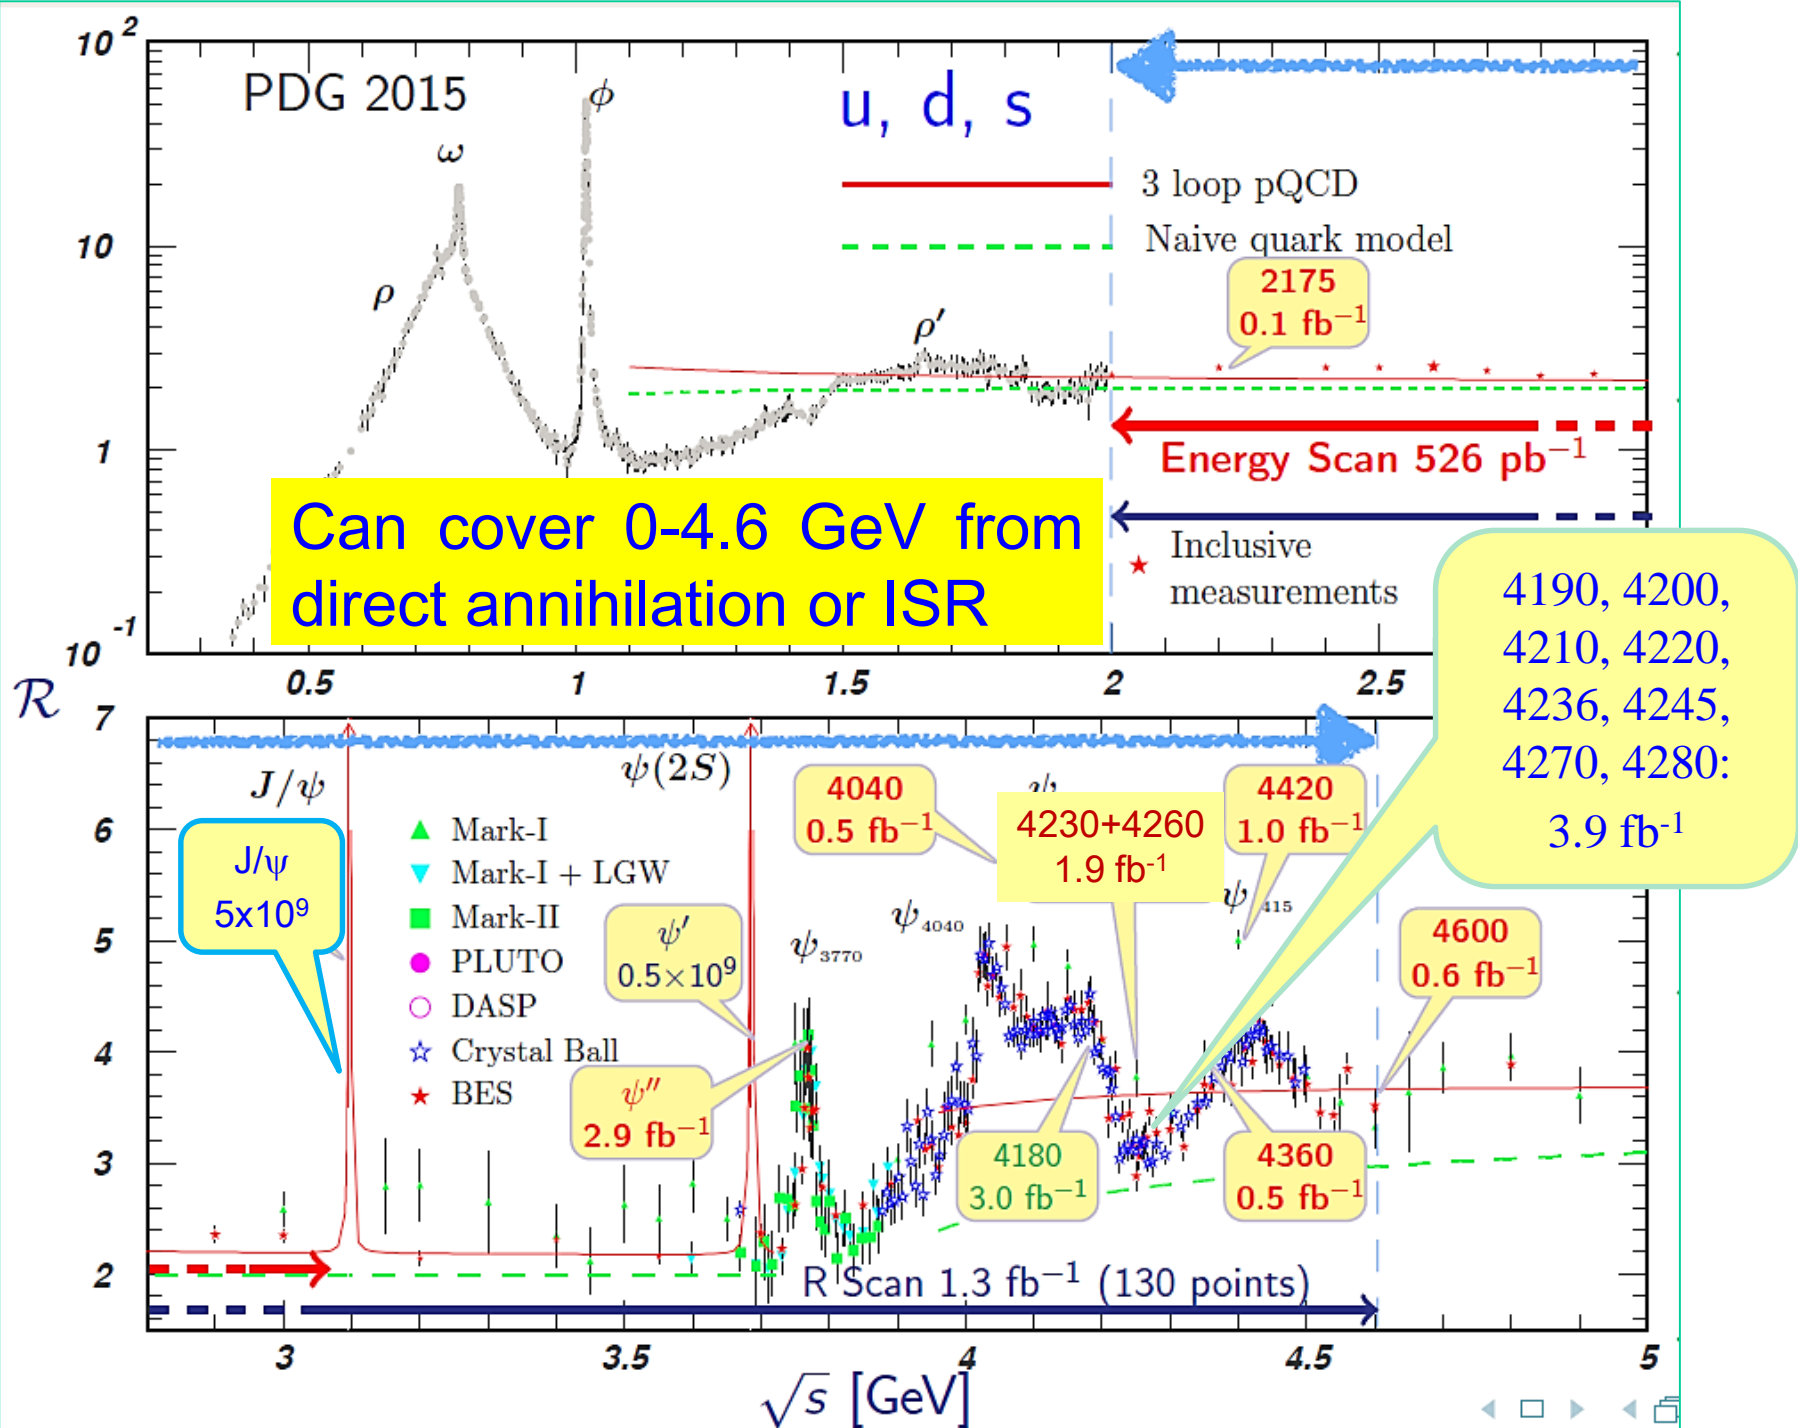 10 2
10
1
10 -1
PDG 2015
ρ
ω
ϕ
u, d, s
3 loop pQCD
Naive quark model
2175
0.1 fb−1
ρ′
Energy Scan 526 pb−1
Can cover 0-4.6 GeV from
direct annihilation or ISR
★ Inclusive
measurements
0.5 1 1.5 2 2.5
4190, 4200,
4210, 4220,
4236, 4245,
4270, 4280:
3.9 fb-1
R
7
6
5
4
3
2
J/ψ
ψ(2S)
J/ψ
5x10⁹
Mark-I
Mark-I + LGW
Mark-II
PLUTO
DASP
Crystal Ball
BES
ψ′
0.5×10⁹
ψ″
2.9 fb−1
ψ3770
ψ4040
4040
0.5 fb−1
ψ
4230+4260
1.9 fb-1
4420
1.0 fb−1
ψ 415
4600
0.6 fb−1
4180
3.0 fb−1
4360
0.5 fb−1
R Scan 1.3 fb−1 (130 points)
3 3.5 4 4.5 5
√s [GeV]